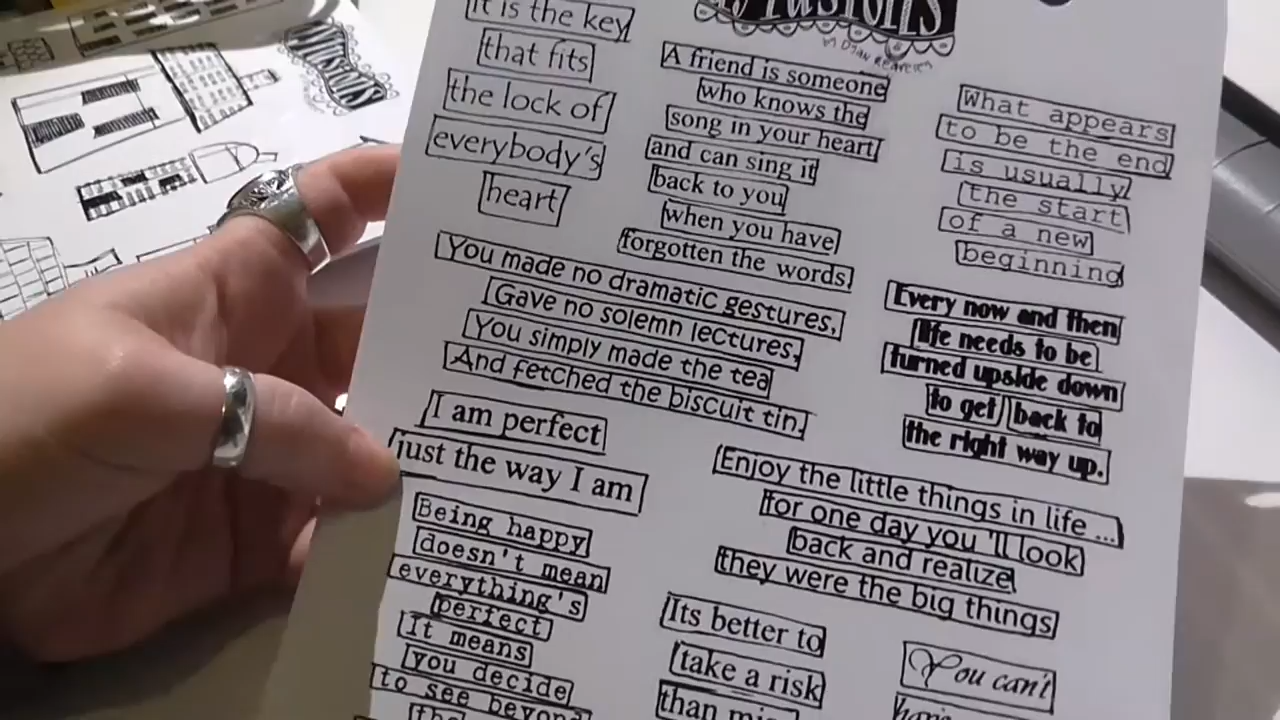 It is the key
that fits
the lock of
everybody's
heart
A friend is someone
who knows the
song in your heart
and can sing it
back to you
when you have
forgotten the words.
What appears
to be the end
is usually
the start
of a new
beginning
You made no dramatic gestures,
Gave no solemn lectures,
You simply made the tea
And fetched the biscuit tin.
Every now and then
life needs to be
turned upside down
to get back to
the right way up.
I am perfect
just the way I am
Enjoy the little things in life ...
for one day you 'll look
back and realize
they were the big things
Being happy
doesn't mean
everything's
perfect
It means
you decide
to see beyond
the
Its better to
take a risk
than
You can't